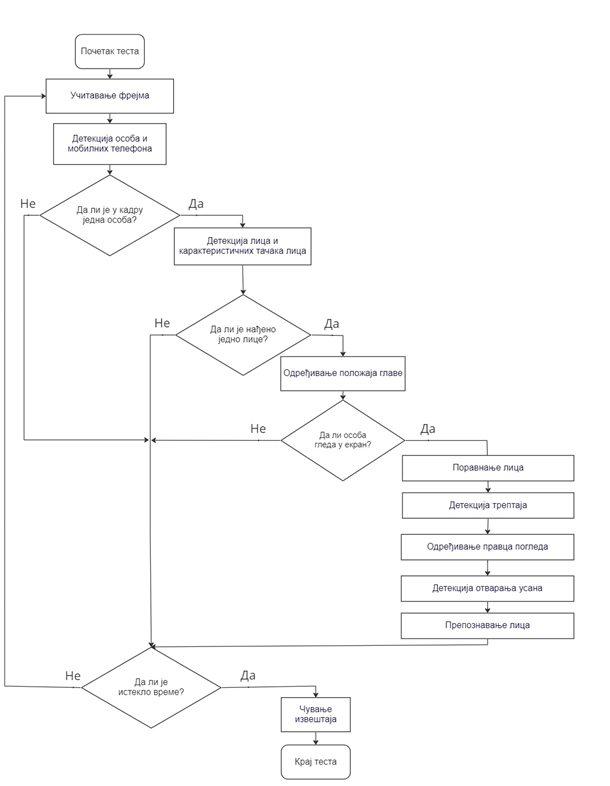 Почетак теста
Учитавање фрејма
Детекција особа и
мобилних телефона
Не
Да
Да ли је у кадру
једна особа?
Детекција лица и
карактеристичних тачака лица
Не
Да
Да ли је нађено
једно лице?
Одређивање положаја главе
Не
Да
Да ли особа
гледа у екран?
Поравнање лица
Детекција трептаја
Одређивање правца погледа
Детекција отварања усана
Препознавање лица
Не
Да
Да ли је
истекло време?
Чување
извештаја
Крај теста